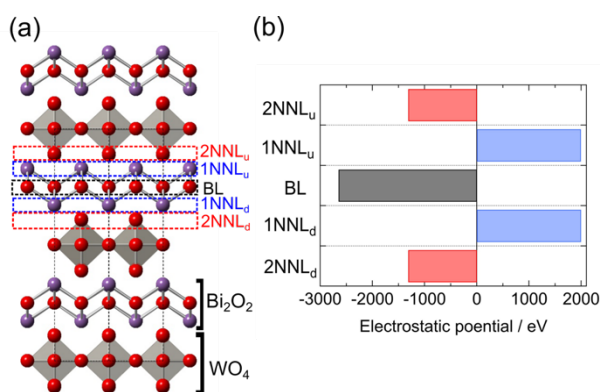 (a)
2NNLu
1NNLu
BL
1NNLd
2NNLd
Bi2O2
WO4
(b)
2NNLu
1NNLu
BL
1NNLd
2NNLd
-3000 -2000 -1000 0 1000 2000
Electrostatic potential / eV